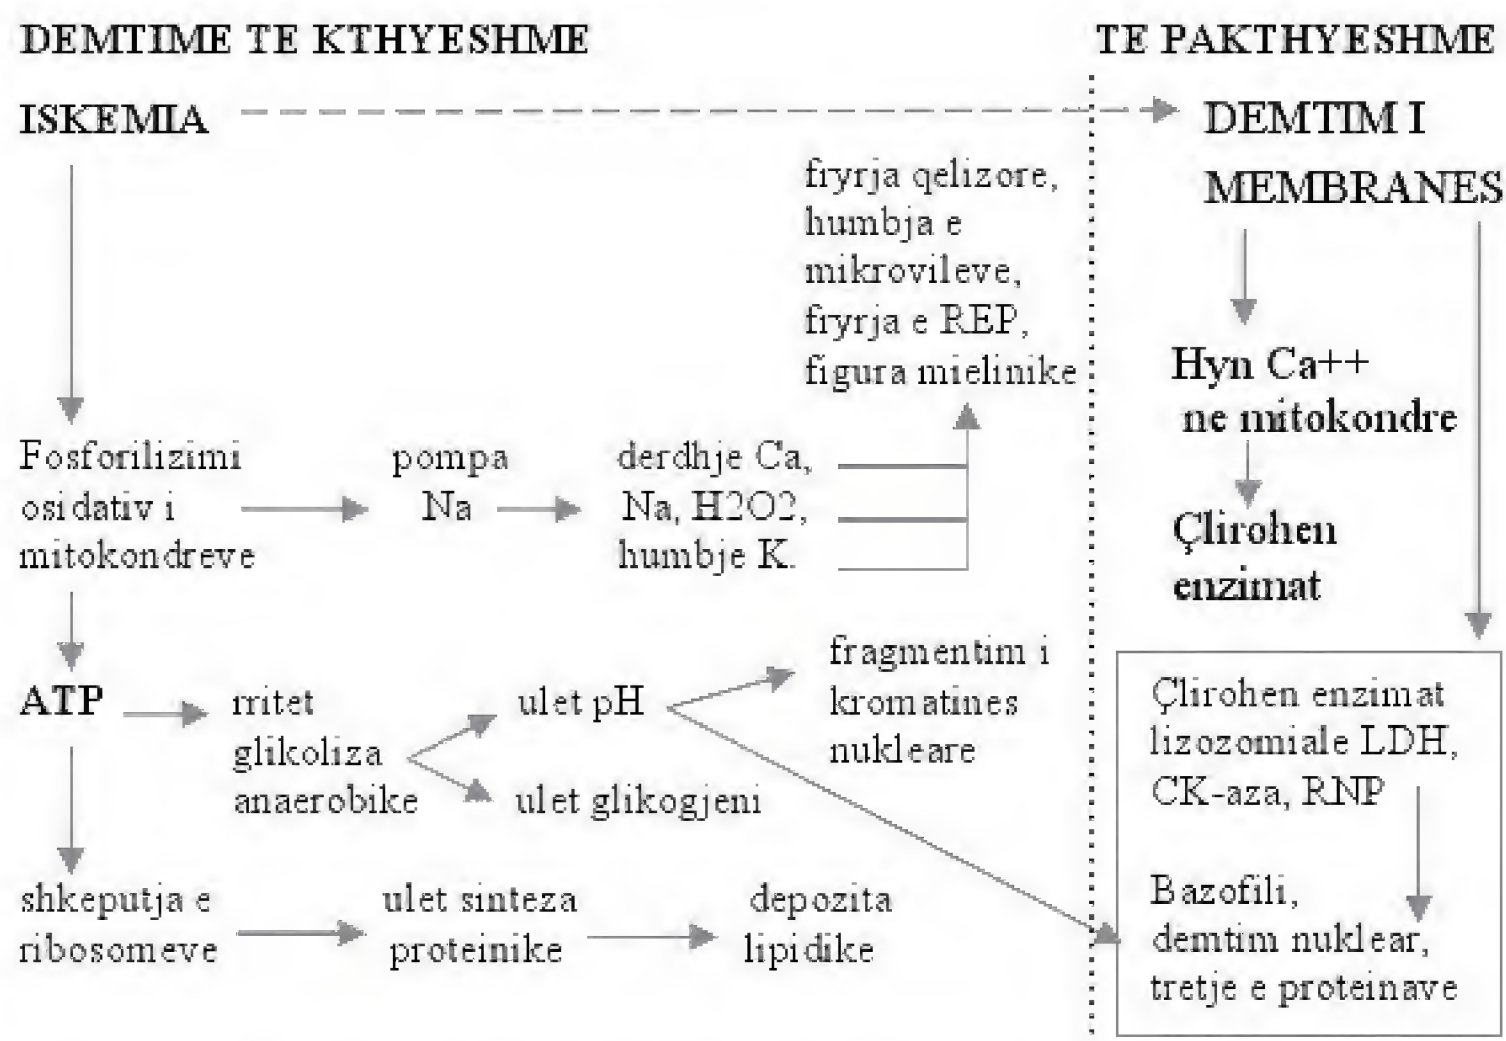 DEMTIME TE KTHYESHME
TE PAKTHYESHME
ISKEMIA
DEMTIM I
MEMBRANES
fryrja qelizore,
humbja e
mikrovileve,
fryrja e REP,
figura mielinike
Hyn Ca++
ne mitokondre
Çlirohen
enzimat
Fosforilizimi
osidativ i
mitokondreve
pompa
Na
derdhje Ca,
Na, H2O2,
humbje K.
ATP
rritet
glikoliza
anaerobike
ulet pH
ulet glikogjeni
fragmentim i
kromatines
nukleare
Çlirohen enzimat
lizozomiale LDH,
CK-aza, RNP
Bazofili,
demtim nuklear,
tretje e proteinave
shkeputja e
ribosomeve
ulet sinteza
proteinike
depozita
lipidike